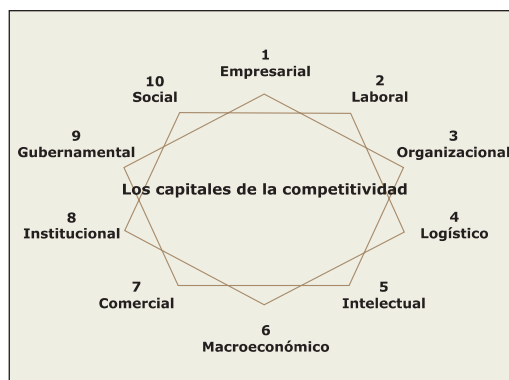 1
Empresarial
2
Laboral
3
Organizacional
4
Logístico
5
Intelectual
6
Macroeconómico
7
Comercial
8
Institucional
9
Gubernamental
10
Social
Los capitales de la competitividad